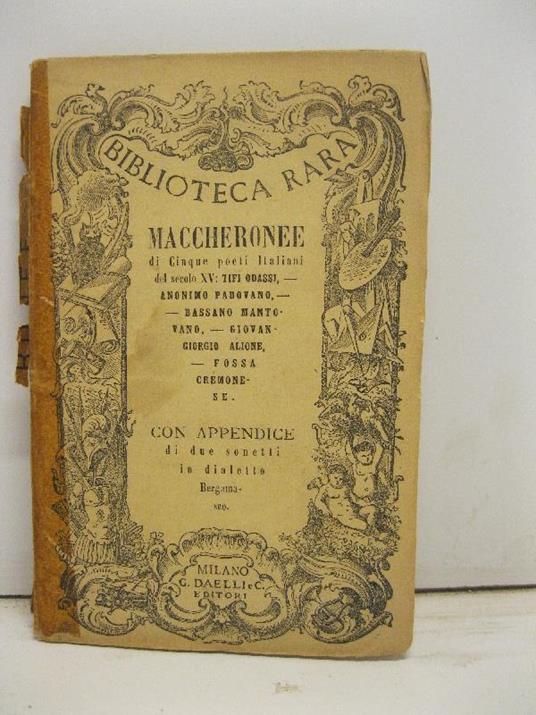 BIBLIOTECA RARA
MACCHERONEE
di Cinque poeti Italiani
del secolo XV: TIFI ODASSI, —
ANONIMO PADOVANO, —
— BASSANO MANTO-
VANO, — GIOVAN-
GIORGIO ALIONE,
— FOSSA
CREMONE-
SE.
CON APPENDICE
di due sonetti
in dialetto
Bergama-
sco.
MILANO
G. DAELLI e C.
EDITORI